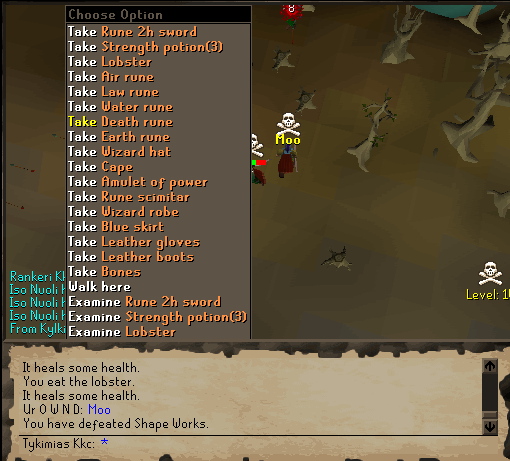 Choose Option
Take Rune 2h sword
Take Strength potion(3)
Take Lobster
Take Air rune
Take Law rune
Take Water rune
Take Death rune
Take Earth rune
Take Wizard hat
Take Cape
Take Amulet of power
Take Rune scimitar
Take Wizard robe
Take Blue skirt
Take Leather gloves
Take Leather boots
Take Bones
Walk here
Examine Rune 2h sword
Examine Strength potion(3)
Examine Lobster
8
Moo
Level: 1
Rankeri K
Iso Nuoli
Iso Nuoli
Iso Nuoli
From Kylki
It heals some health.
You eat the lobster.
It heals some health.
Ur O W N D: Moo
You have defeated Shape Works.
Tykimias Kkc: *